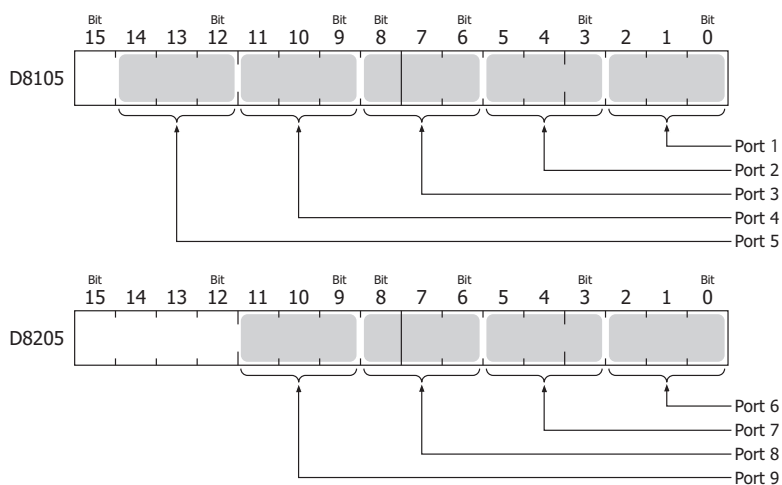 Bit Bit Bit Bit Bit Bit Bit
15 14 13 12 11 10 9 8 7 6 5 4 3 2 1 0
D8105
Port 1
Port 2
Port 3
Port 4
Port 5
Bit Bit Bit Bit Bit Bit Bit
15 14 13 12 11 10 9 8 7 6 5 4 3 2 1 0
D8205
Port 6
Port 7
Port 8
Port 9